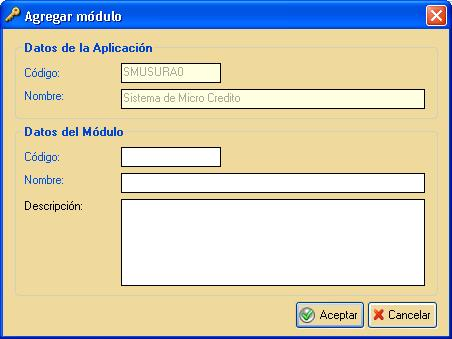 Agregar módulo
Datos de la Aplicación
Código: SMUSURA0
Nombre: Sistema de Micro Credito
Datos del Módulo
Código:
Nombre:
Descripción:
Aceptar Cancelar